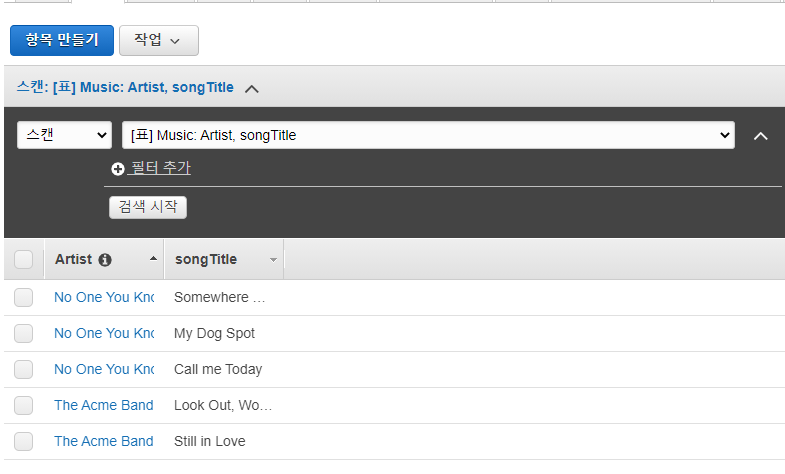 항목 만들기 작업
스캔: [표] Music: Artist, songTitle
스캔 [표] Music: Artist, songTitle
필터 추가
검색 시작
Artist songTitle
No One You Kno Somewhere …
No One You Kno My Dog Spot
No One You Kno Call me Today
The Acme Band Look Out, Wo…
The Acme Band Still in Love